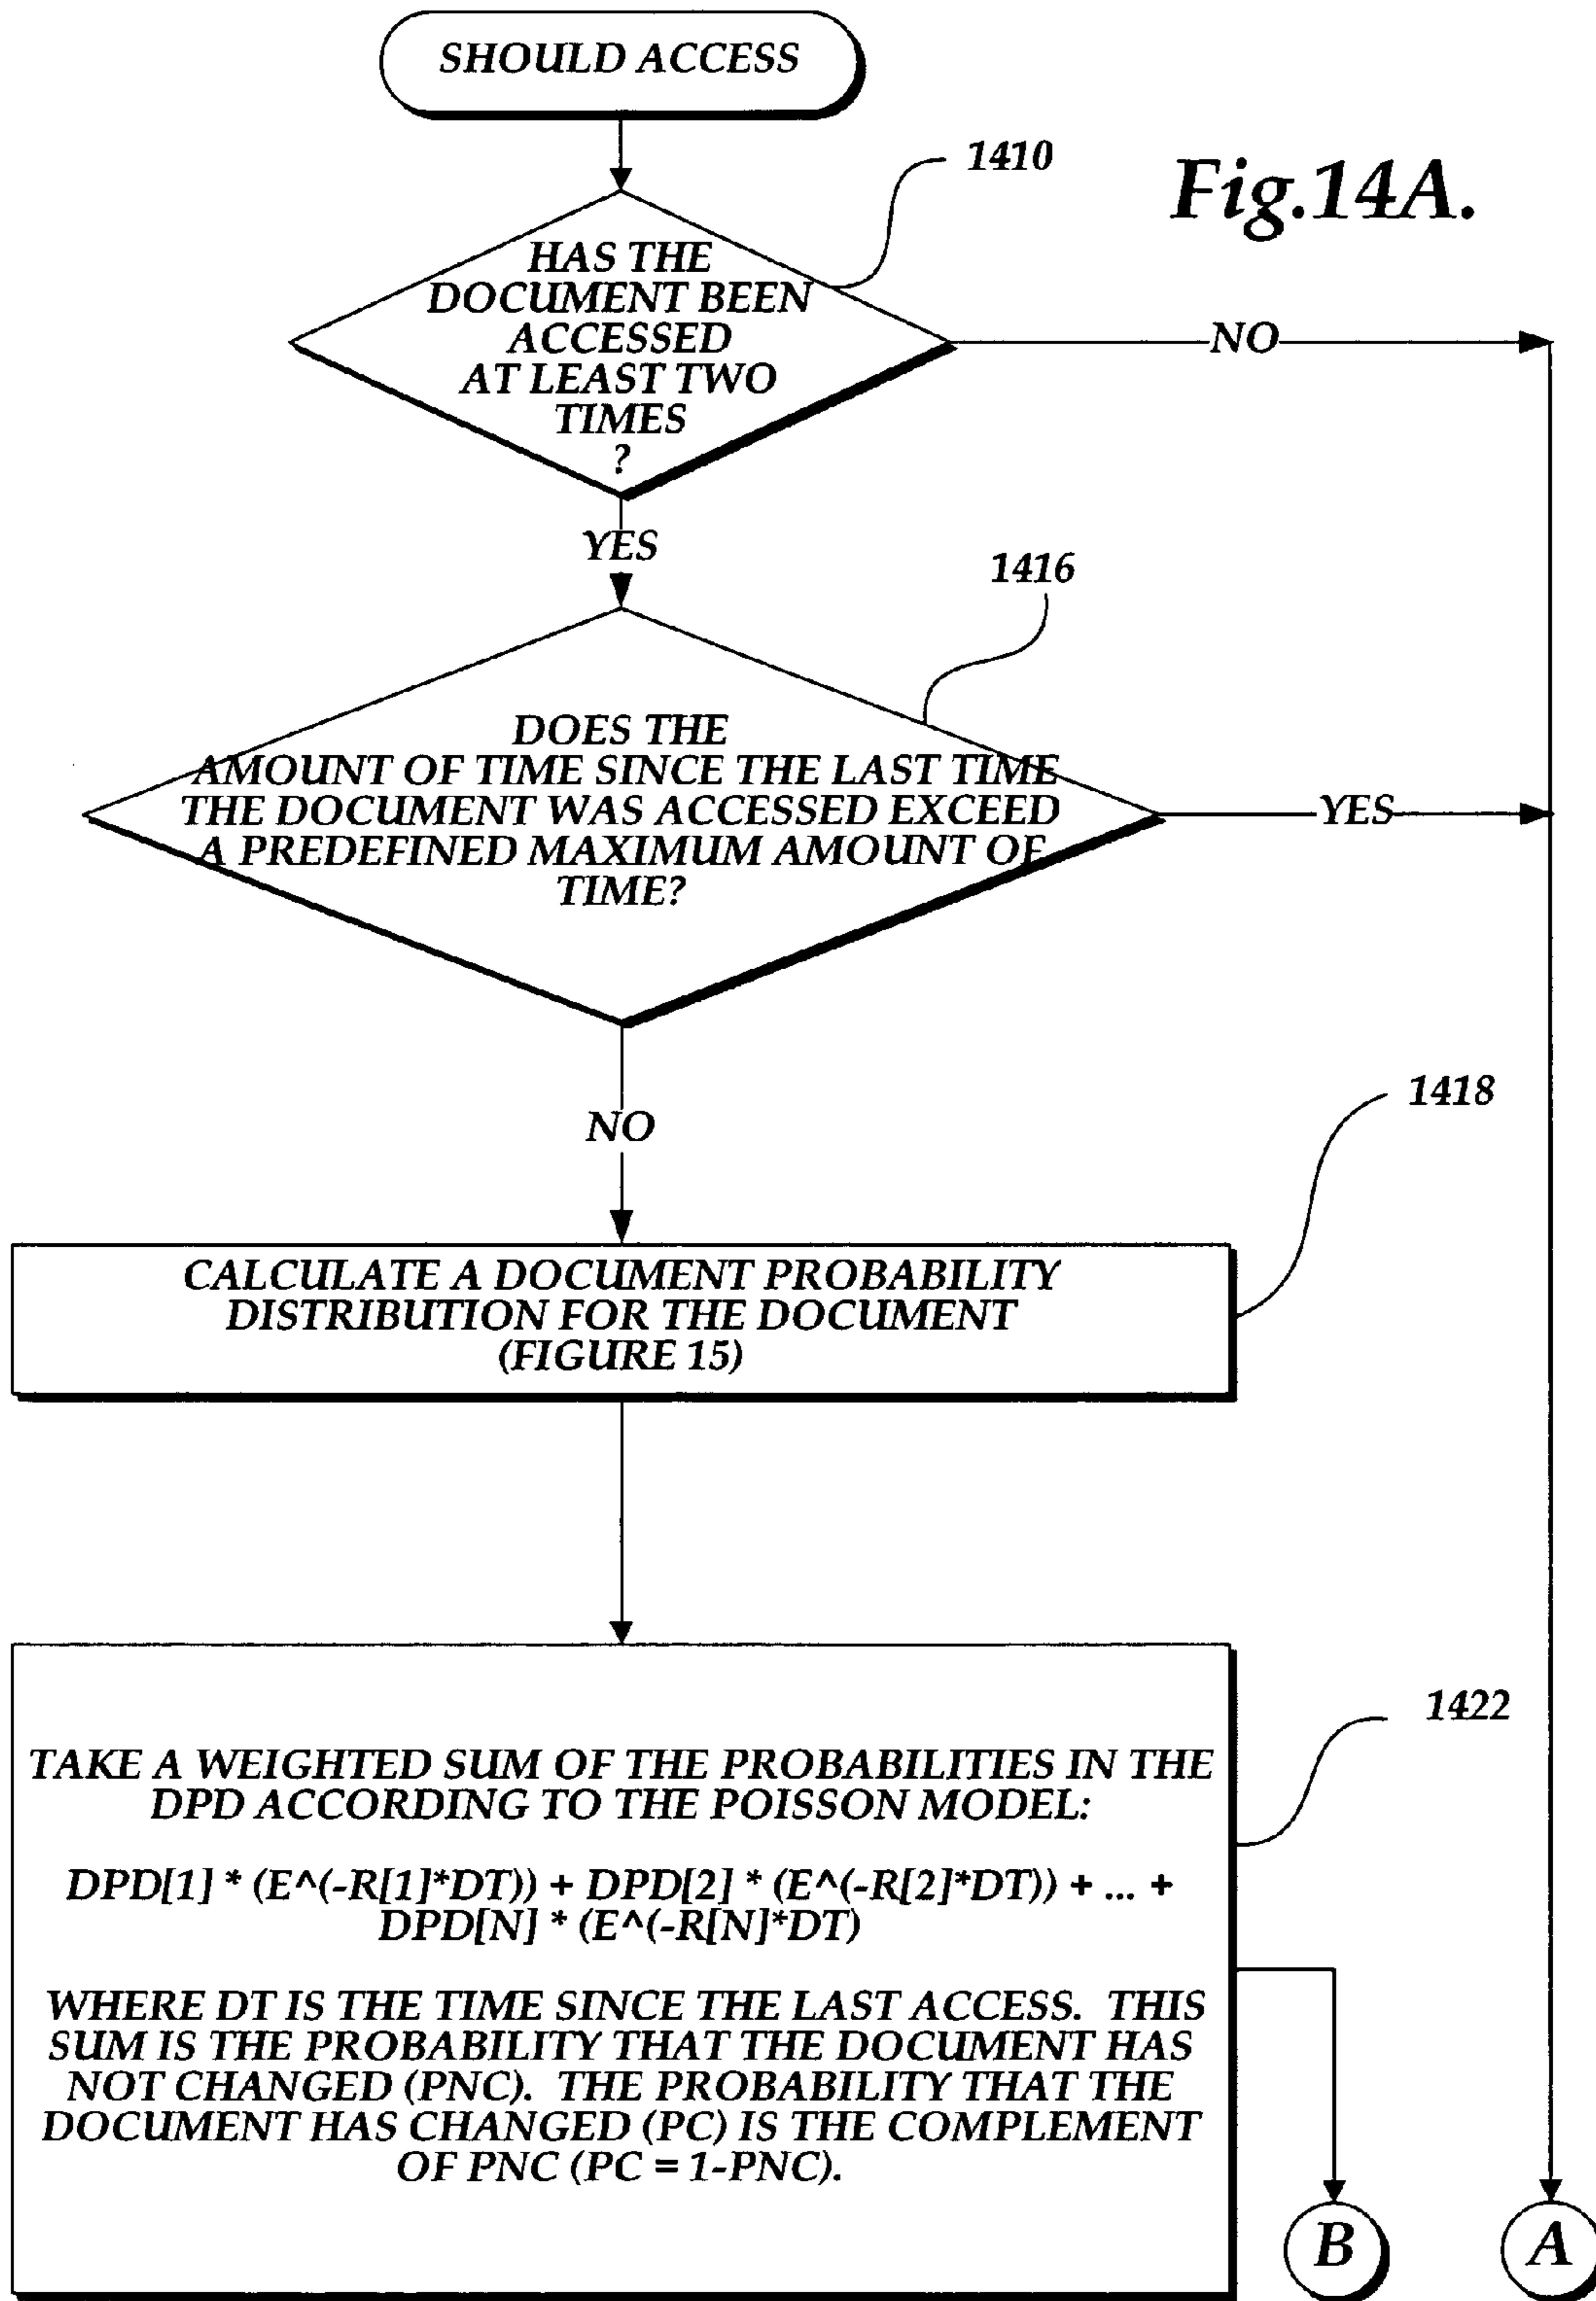 SHOULD ACCESS
1410
Fig.14A.
HAS THE
DOCUMENT BEEN
ACCESSED
AT LEAST TWO
TIMES
?
NO
YES
1416
DOES THE
AMOUNT OF TIME SINCE THE LAST TIME
THE DOCUMENT WAS ACCESSED EXCEED
A PREDEFINED MAXIMUM AMOUNT OF
TIME?
YES
NO
1418
CALCULATE A DOCUMENT PROBABILITY
DISTRIBUTION FOR THE DOCUMENT
(FIGURE 15)
1422
TAKE A WEIGHTED SUM OF THE PROBABILITIES IN THE
DPD ACCORDING TO THE POISSON MODEL:
DPD[1] * (E^(-R[1]*DT)) + DPD[2] * (E^(-R[2]*DT)) + ... +
DPD[N] * (E^(-R[N]*DT)
WHERE DT IS THE TIME SINCE THE LAST ACCESS. THIS
SUM IS THE PROBABILITY THAT THE DOCUMENT HAS
NOT CHANGED (PNC). THE PROBABILITY THAT THE
DOCUMENT HAS CHANGED (PC) IS THE COMPLEMENT
OF PNC (PC = 1-PNC).
B
A